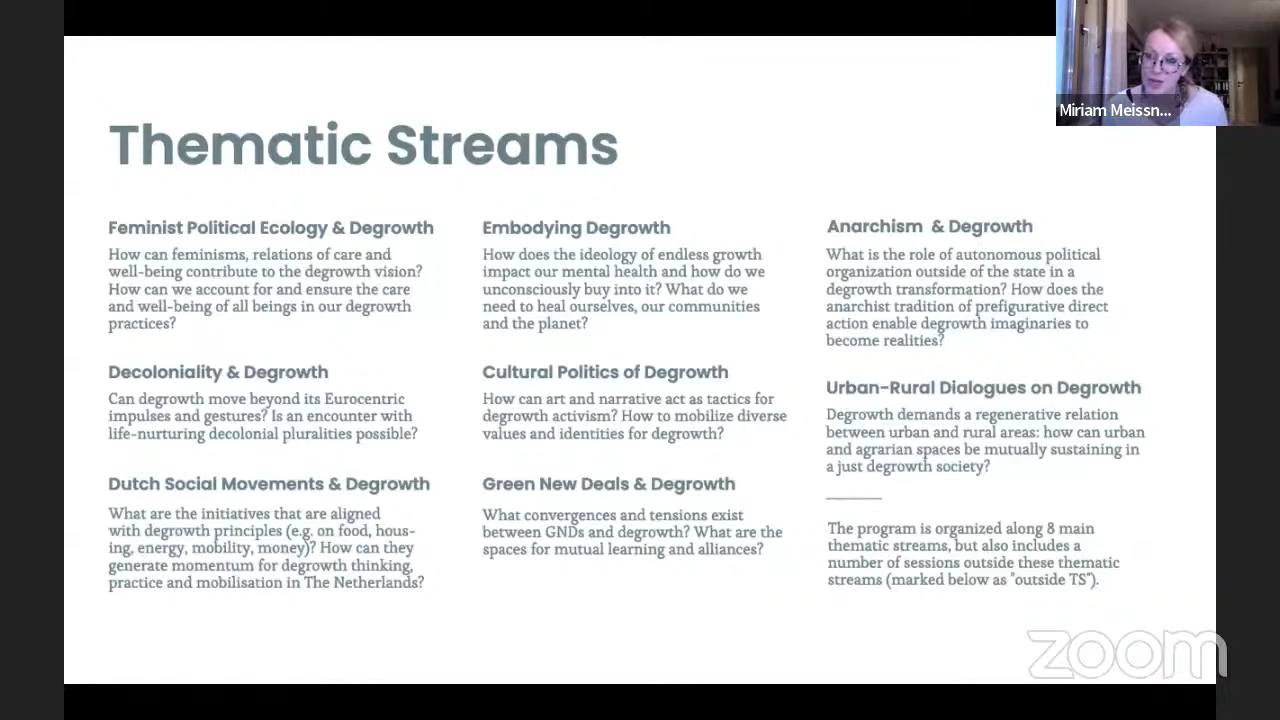 Thematic Streams
Feminist Political Ecology & Degrowth
How can feminisms, relations of care and
well-being contribute to the degrowth vision?
How can we account for and ensure the care
and well-being of all beings in our degrowth
practices?
Decoloniality & Degrowth
Can degrowth move beyond its Eurocentric
impulses and gestures? Is an encounter with
life-nurturing decolonial pluralities possible?
Dutch Social Movements & Degrowth
What are the initiatives that are aligned
with degrowth principles (e.g. on food, hous-
ing, energy, mobility, money)? How can they
generate momentum for degrowth thinking,
practice and mobilisation in The Netherlands?
Embodying Degrowth
How does the ideology of endless growth
impact our mental health and how do we
unconsciously buy into it? What do we
need to heal ourselves, our communities
and the planet?
Cultural Politics of Degrowth
How can art and narrative act as tactics for
degrowth activism? How to mobilize diverse
values and identities for degrowth?
Green New Deals & Degrowth
What convergences and tensions exist
between GNDs and degrowth? What are the
spaces for mutual learning and alliances?
Anarchism & Degrowth
What is the role of autonomous political
organization outside of the state in a
degrowth transformation? How does the
anarchist tradition of prefigurative direct
action enable degrowth imaginaries to
become realities?
Urban-Rural Dialogues on Degrowth
Degrowth demands a regenerative relation
between urban and rural areas: how can urban
and agrarian spaces be mutually sustaining in
a just degrowth society?
The program is organized along 8 main
thematic streams, but also includes a
number of sessions outside these thematic
streams (marked below as "outside TS").
Miriam Meissn...
zoom